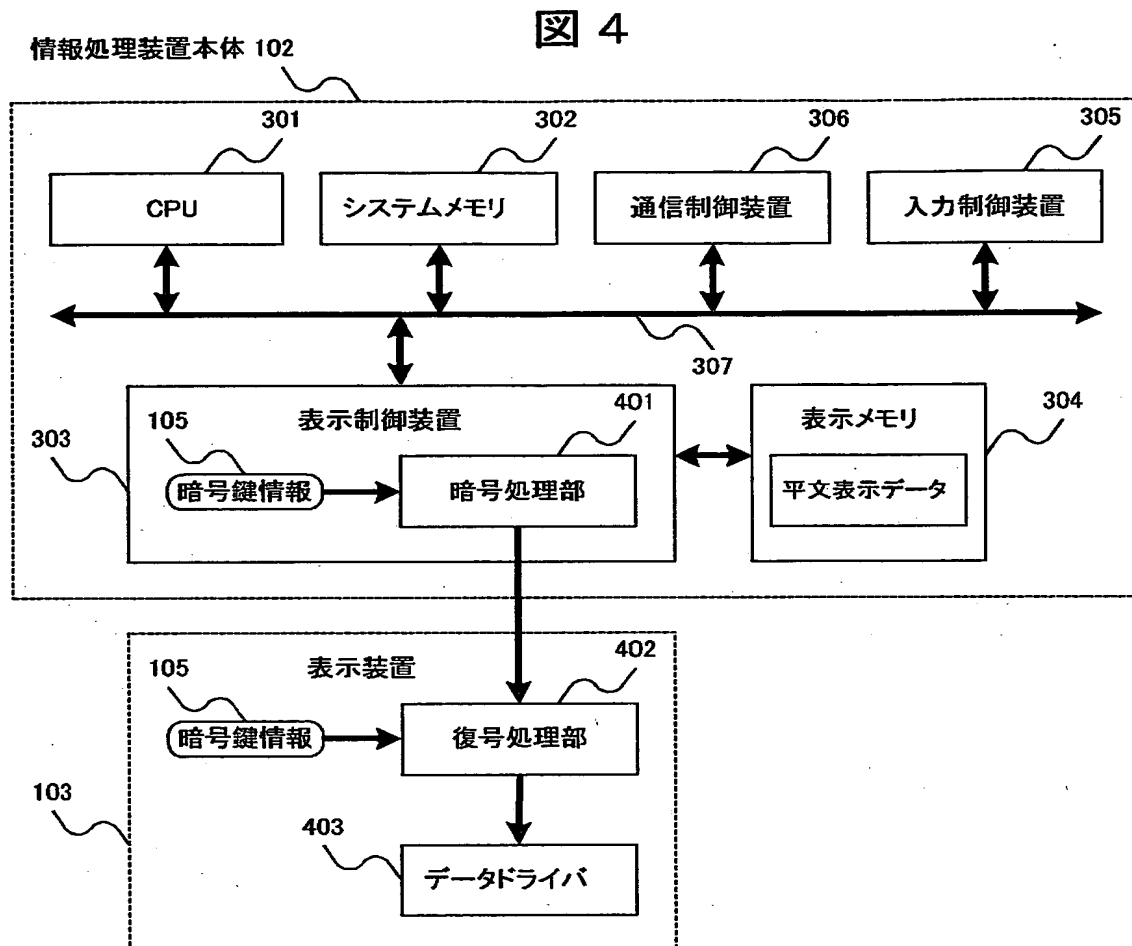 図 4
情報処理装置本体 102
301
302
306
305
CPU
システムメモリ
通信制御装置
入力制御装置
307
表示制御装置
401
表示メモリ
304
105
303
暗号鍵情報
暗号処理部
平文表示データ
表示装置
402
105
暗号鍵情報
復号処理部
103
403
データドライバ